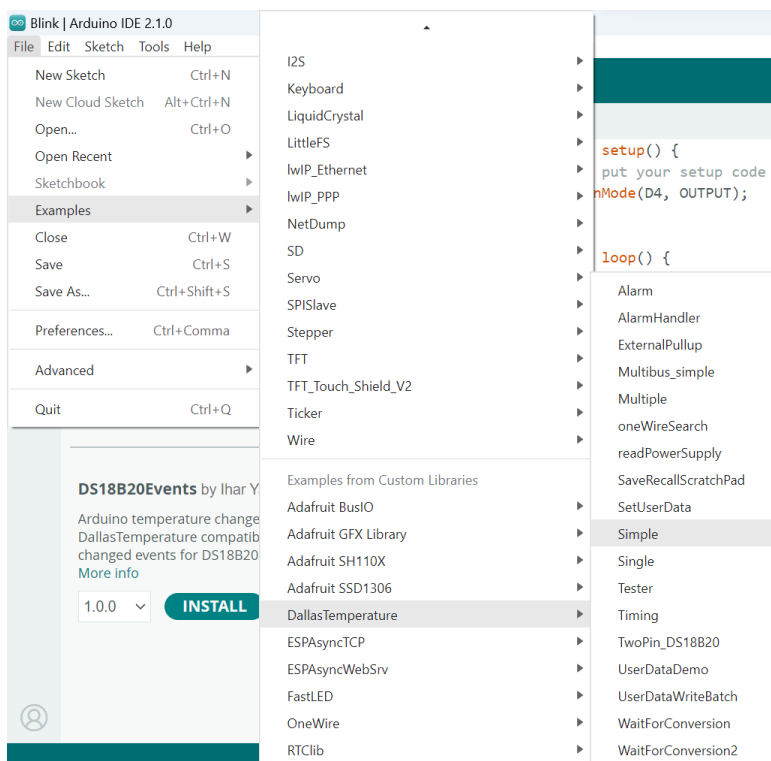 Blink | Arduino IDE 2.1.0
File Edit Sketch Tools Help
New Sketch Ctrl+N
New Cloud Sketch Alt+Ctrl+N
Open... Ctrl+O
Open Recent
Sketchbook
Examples
Close Ctrl+W
Save Ctrl+S
Save As... Ctrl+Shift+S
Preferences... Ctrl+Comma
Advanced
Quit Ctrl+Q
DS18B20Events by Ihar Y
Arduino temperature change
DallasTemperature compatib
changed events for DS18B20
More info
1.0.0 INSTALL
I2S
Keyboard
LiquidCrystal
LittleFS
lwIP_Ethernet
lwIP_PPP
NetDump
SD
Servo
SPISlave
Stepper
TFT
TFT_Touch_Shield_V2
Ticker
Wire
Examples from Custom Libraries
Adafruit BusIO
Adafruit GFX Library
Adafruit SH110X
Adafruit SSD1306
DallasTemperature
ESPAsyncTCP
ESPAsyncWebSrv
FastLED
OneWire
RTClib
setup() {
put your setup code
nMode(D4, OUTPUT);
loop() {
Alarm
AlarmHandler
ExternalPullup
Multibus_simple
Multiple
oneWireSearch
readPowerSupply
SaveRecallScratchPad
SetUserData
Simple
Single
Tester
Timing
TwoPin_DS18B20
UserDataDemo
UserDataWriteBatch
WaitForConversion
WaitForConversion2